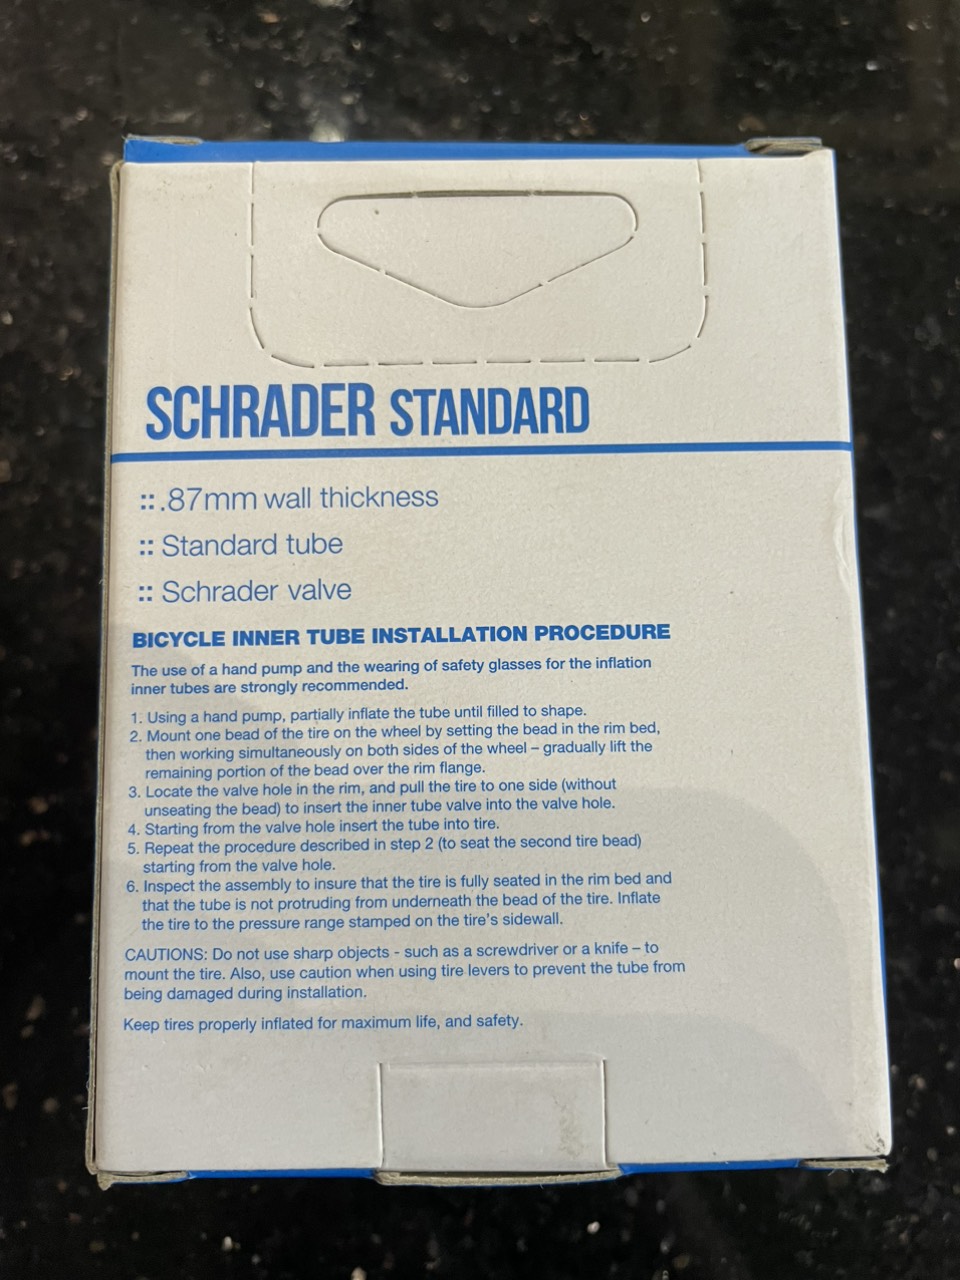 SCHRADER STANDARD
:: .87mm wall thickness
:: Standard tube
:: Schrader valve
BICYCLE INNER TUBE INSTALLATION PROCEDURE
The use of a hand pump and the wearing of safety glasses for the inflation
inner tubes are strongly recommended.
1. Using a hand pump, partially inflate the tube until filled to shape.
2. Mount one bead of the tire on the wheel by setting the bead in the rim bed,
then working simultaneously on both sides of the wheel – gradually lift the
remaining portion of the bead over the rim flange.
3. Locate the valve hole in the rim, and pull the tire to one side (without
unseating the bead) to insert the inner tube valve into the valve hole.
4. Starting from the valve hole insert the tube into tire.
5. Repeat the procedure described in step 2 (to seat the second tire bead)
starting from the valve hole.
6. Inspect the assembly to insure that the tire is fully seated in the rim bed and
that the tube is not protruding from underneath the bead of the tire. Inflate
the tire to the pressure range stamped on the tire's sidewall.
CAUTIONS: Do not use sharp objects - such as a screwdriver or a knife – to
mount the tire. Also, use caution when using tire levers to prevent the tube from
being damaged during installation.
Keep tires properly inflated for maximum life, and safety.